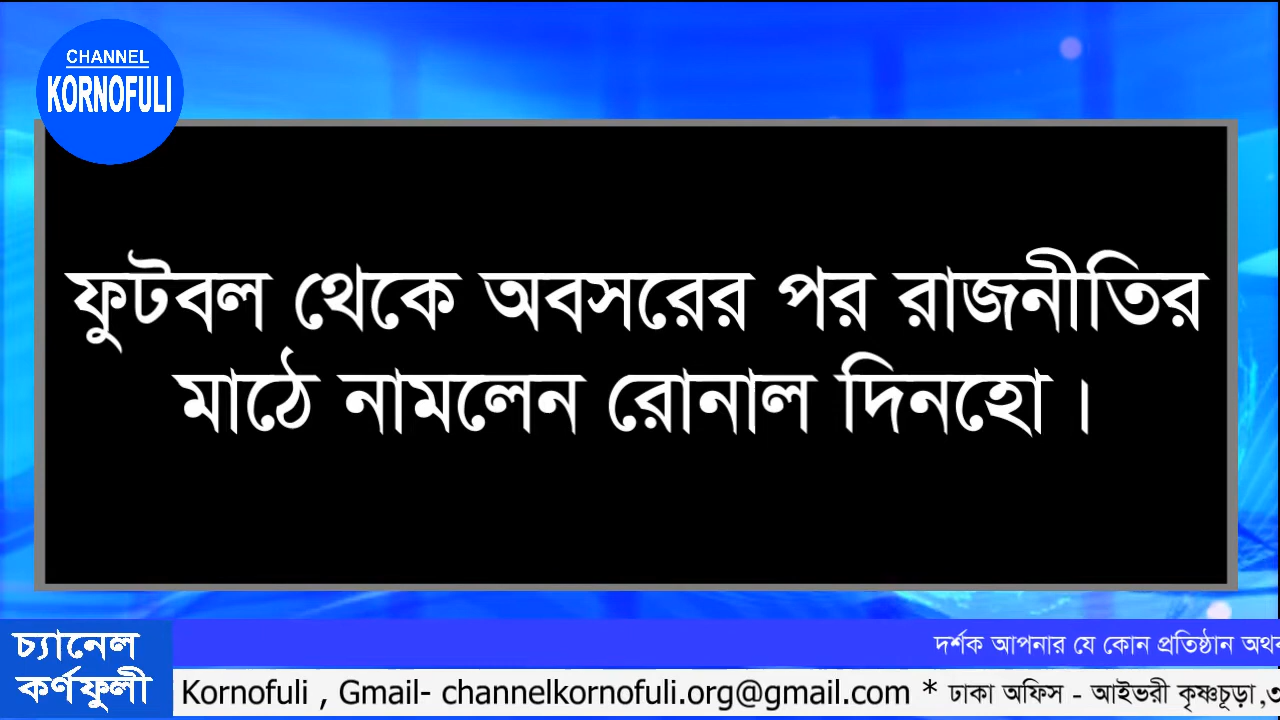 CHANNEL
KORNOFULI
ফুটবল থেকে অবসরের পর রাজনীতির
মাঠে নামলেন রোনাল দিনহো।
চ্যানেল
কর্ণফুলী
দর্শক আপনার যে কোন প্রতিষ্ঠান
Kornofuli , Gmail- channelkornofuli.org@gmail.com * ঢাকা অফিস - আইভরী কৃষ্ণচূড়া,